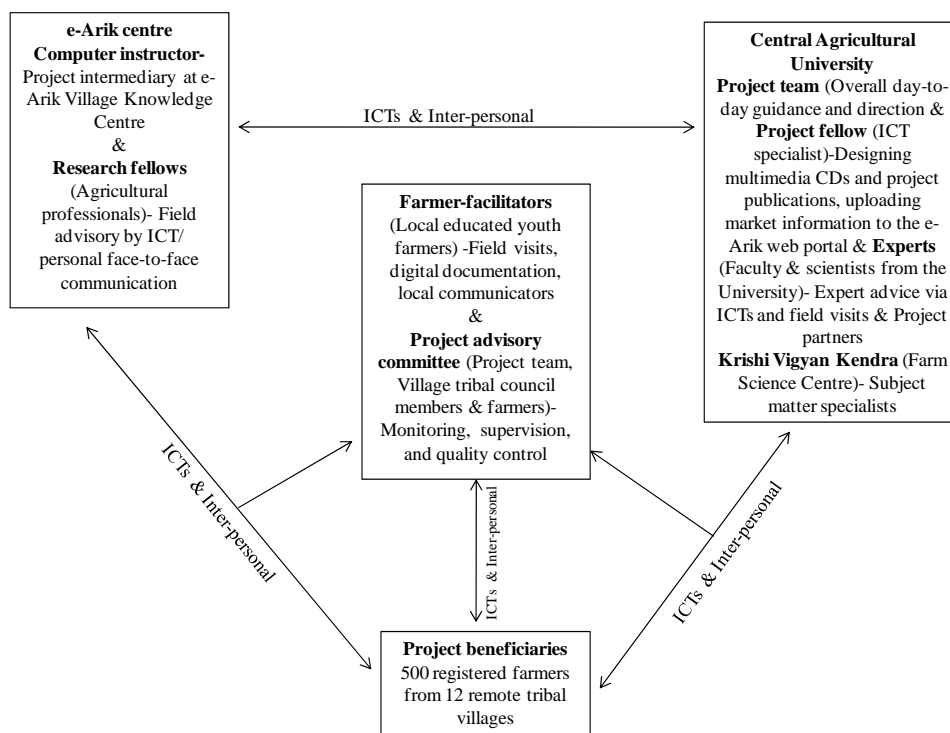 e-Arik centre
Computer instructor-
Project intermediary at e-
Arik Village Knowledge
Centre
&
Research fellows
(Agricultural
professionals)- Field
advisory by ICT/
personal face-to-face
communication
ICTs & Inter-personal
Central Agricultural
University
Project team (Overall day-to-
day guidance and direction &
Project fellow (ICT
specialist)-Designing
multimedia CDs and project
publications, uploading
market information to the e-
Arik web portal & Experts
(Faculty & scientists from the
University)- Expert advice via
ICTs and field visits & Project
partners
Krishi Vigyan Kendra (Farm
Science Centre)- Subject
matter specialists
Farmer-facilitators
(Local educated youth
farmers) -Field visits,
digital documentation,
local communicators
&
Project advisory
committee (Project team,
Village tribal council
members & farmers)-
Monitoring, supervision,
and quality control
ICTs & Inter-personal
ICTs & Inter-personal
ICTs & Inter-personal
Project beneficiaries
500 registered farmers
from 12 remote tribal
villages